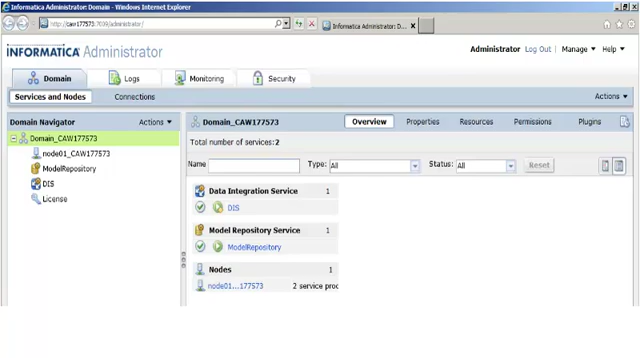 Informatica Administrator: Domain - Windows Internet Explorer
http://caw177573:7009/administrator/
Informatica Administrator: D...
INFORMATICA Administrator
Administrator Log Out Manage Help
Domain Logs Monitoring Security
Services and Nodes Connections Actions
Domain Navigator Actions
Domain_CAW177573
node01_CAW177573
ModelRepository
DIS
License
Domain_CAW177573 Overview Properties Resources Permissions Plugins
Total number of services:2
Name Type: All Status: All Reset
Data Integration Service 1
DIS
Model Repository Service 1
ModelRepository
Nodes 1
node01...177573 2 service proc